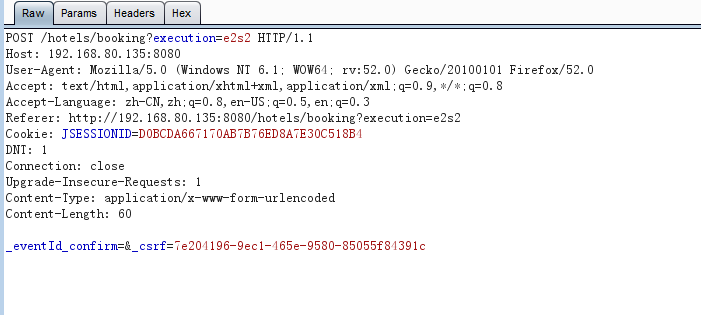 Raw Params Headers Hex
POST /hotels/booking?execution=e2s2 HTTP/1.1
Host: 192.168.80.135:8080
User-Agent: Mozilla/5.0 (Windows NT 6.1; WOW64; rv:52.0) Gecko/20100101 Firefox/52.0
Accept: text/html,application/xhtml+xml,application/xml;q=0.9,*/*;q=0.8
Accept-Language: zh-CN,zh;q=0.8,en-US;q=0.5,en;q=0.3
Referer: http://192.168.80.135:8080/hotels/booking?execution=e2s2
Cookie: JSESSIONID=D0BCDA667170AB7B76ED8A7E30C518B4
DNT: 1
Connection: close
Upgrade-Insecure-Requests: 1
Content-Type: application/x-www-form-urlencoded
Content-Length: 60
_eventId_confirm=&_csrf=7e204196-9ec1-465e-9580-85055f84391c